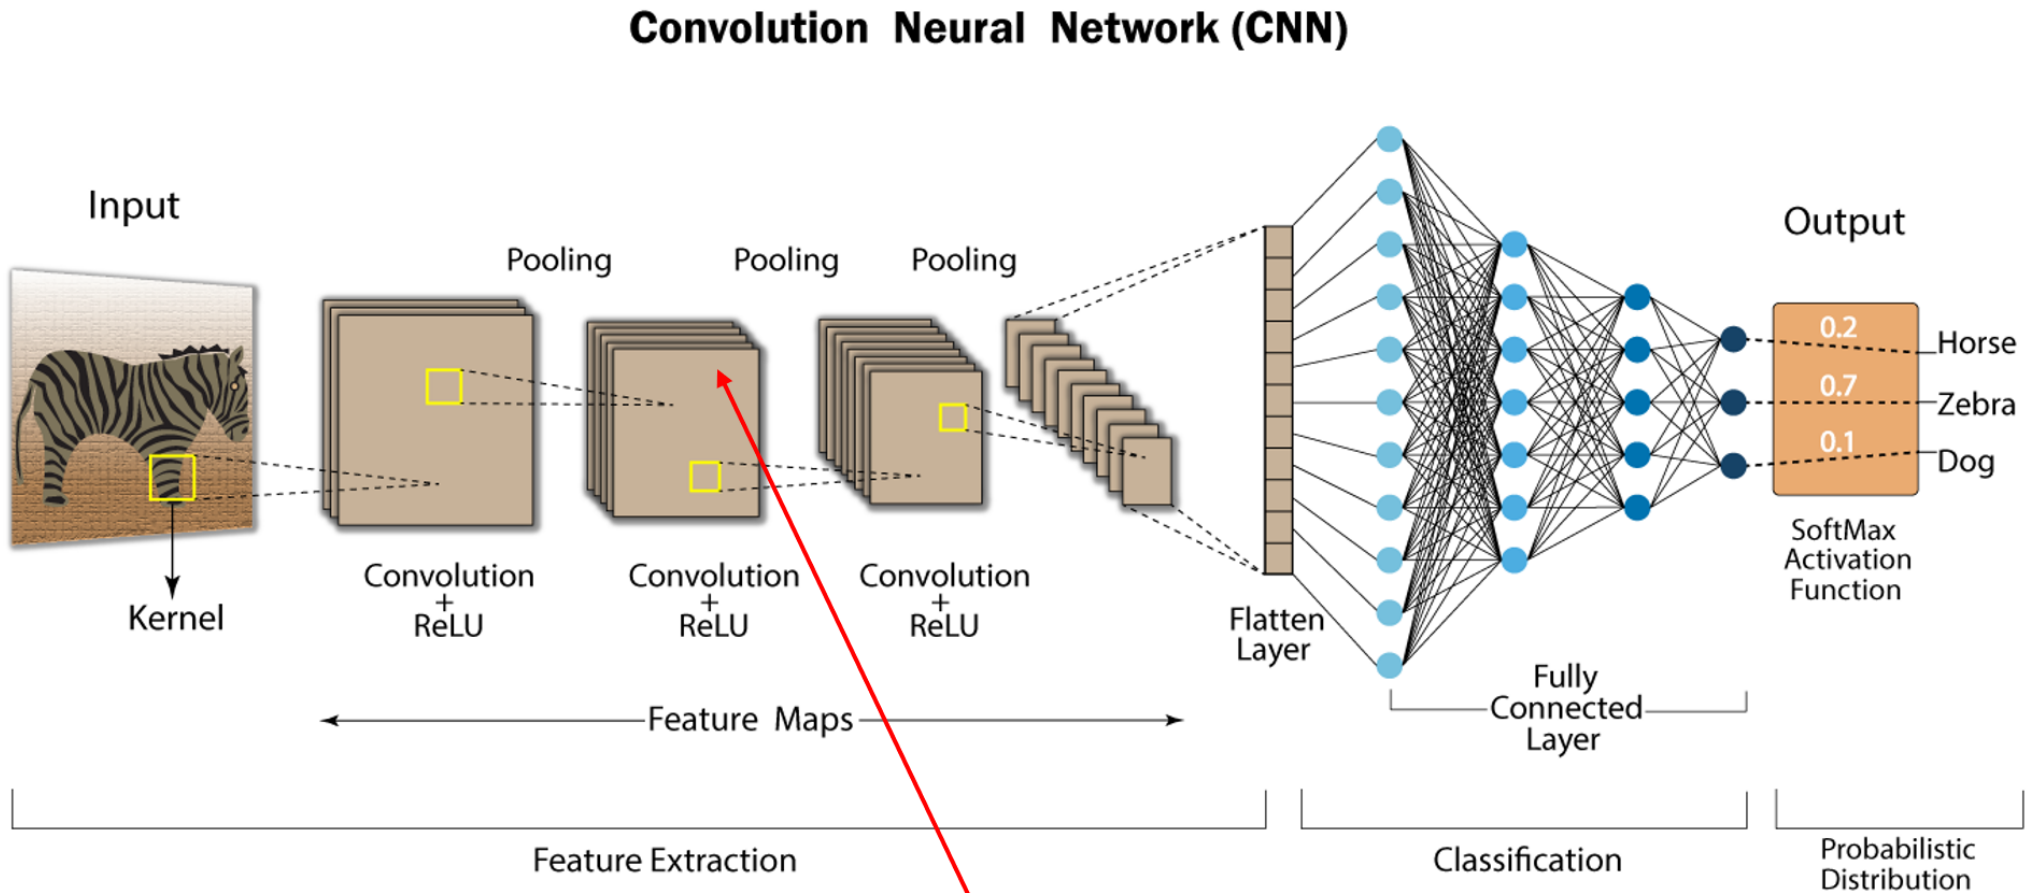 Convolution Neural Network (CNN)
Input
Kernel
Pooling
Pooling
Pooling
Convolution
+
ReLU
Convolution
+
ReLU
Convolution
+
ReLU
Feature Maps
Feature Extraction
Flatten
Layer
Fully
Connected
Layer
Classification
Output
0.2
Horse
0.7
Zebra
0.1
Dog
SoftMax
Activation
Function
Probabilistic
Distribution